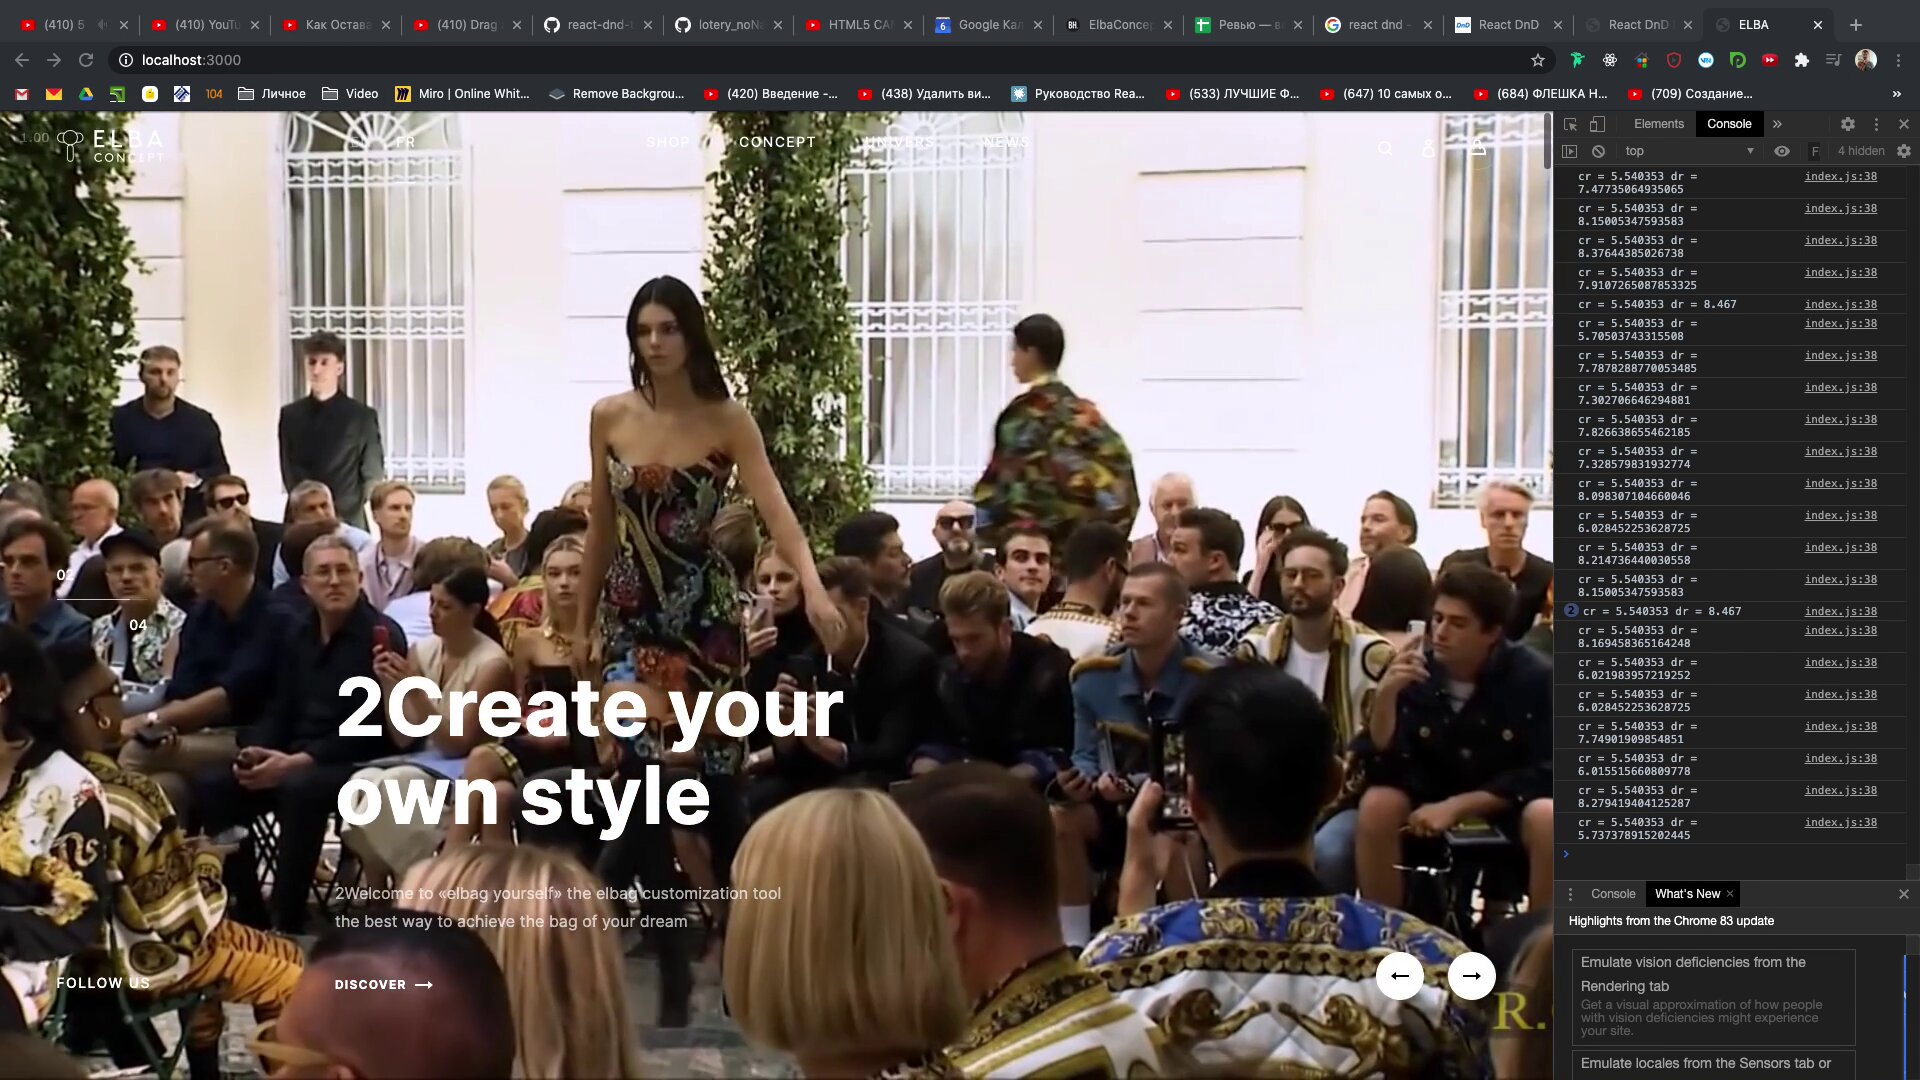 (410) 5
(410) YouTu
Как Остава
(410) Drag
react-dnd-t
lotery_noNa
HTML5 CAN
Google Кал
ElbaConcep
Ревью — в
react dnd -
React DnD
React DnD
ELBA
localhost:3000
104
Личное
Video
Miro | Online Whit...
Remove Backgrou...
(420) Введение -...
(438) Удалить ви...
Руководство Rea...
(533) ЛУЧШИЕ Ф...
(647) 10 самых о...
(684) ФЛЕШКА Н...
(709) Создание...
»
1.00
ELBA
CONCEPT
FR
SHOP
CONCEPT
UNIVERS
NEWS
02
04
2Create your
own style
2Welcome to «elbag yourself» the elbag customization tool
the best way to achieve the bag of your dream
FOLLOW US
DISCOVER
R.
Elements
Console
»
top
F
4 hidden
cr = 5.540353 dr = index.js:38
7.47735064935065
cr = 5.540353 dr = index.js:38
8.15005347593583
cr = 5.540353 dr = index.js:38
8.37644385026738
cr = 5.540353 dr = index.js:38
7.9107265087853325
cr = 5.540353 dr = 8.467 index.js:38
cr = 5.540353 dr = index.js:38
5.70503743315508
cr = 5.540353 dr = index.js:38
7.7878288770053485
cr = 5.540353 dr = index.js:38
7.302706646294881
cr = 5.540353 dr = index.js:38
7.826638655462185
cr = 5.540353 dr = index.js:38
7.328579831932774
cr = 5.540353 dr = index.js:38
8.098307104660046
cr = 5.540353 dr = index.js:38
6.028452253628725
cr = 5.540353 dr = index.js:38
8.214736440030558
cr = 5.540353 dr = index.js:38
8.15005347593583
2 cr = 5.540353 dr = 8.467 index.js:38
cr = 5.540353 dr = index.js:38
8.169458365164248
cr = 5.540353 dr = index.js:38
6.021983957219252
cr = 5.540353 dr = index.js:38
6.028452253628725
cr = 5.540353 dr = index.js:38
7.74901909854851
cr = 5.540353 dr = index.js:38
6.015515660809778
cr = 5.540353 dr = index.js:38
8.279419404125287
cr = 5.540353 dr = index.js:38
5.737378915202445
Console
What's New
Highlights from the Chrome 83 update
Emulate vision deficiencies from the
Rendering tab
Get a visual approximation of how people
with vision deficiencies might experience
your site.
Emulate locales from the Sensors tab or